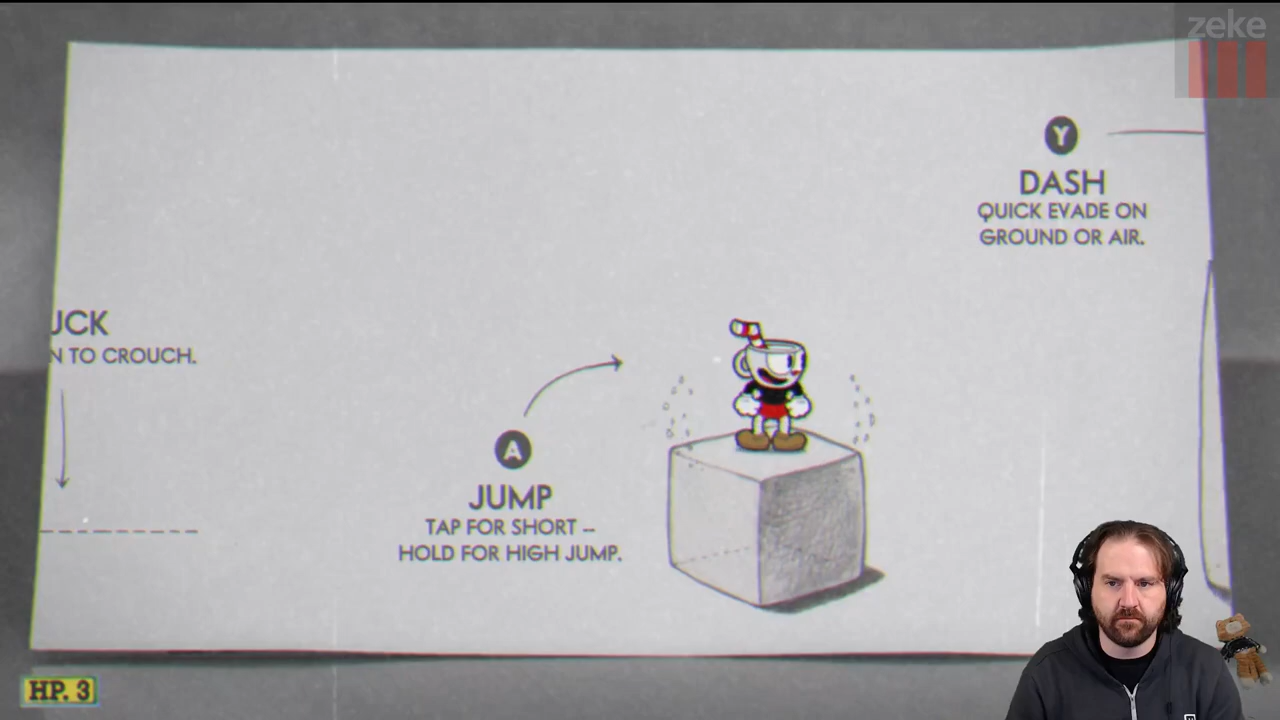 zeke
Y
DASH
QUICK EVADE ON
GROUND OR AIR.
UCK
N TO CROUCH.
A
JUMP
TAP FOR SHORT --
HOLD FOR HIGH JUMP.
HP. 3